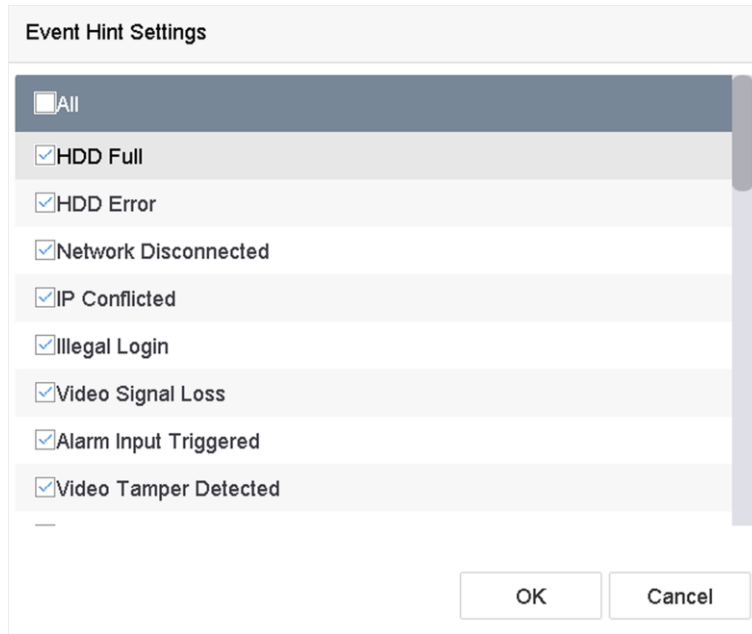 Event Hint Settings
All
HDD Full
HDD Error
Network Disconnected
IP Conflicted
Illegal Login
Video Signal Loss
Alarm Input Triggered
Video Tamper Detected
OK
Cancel